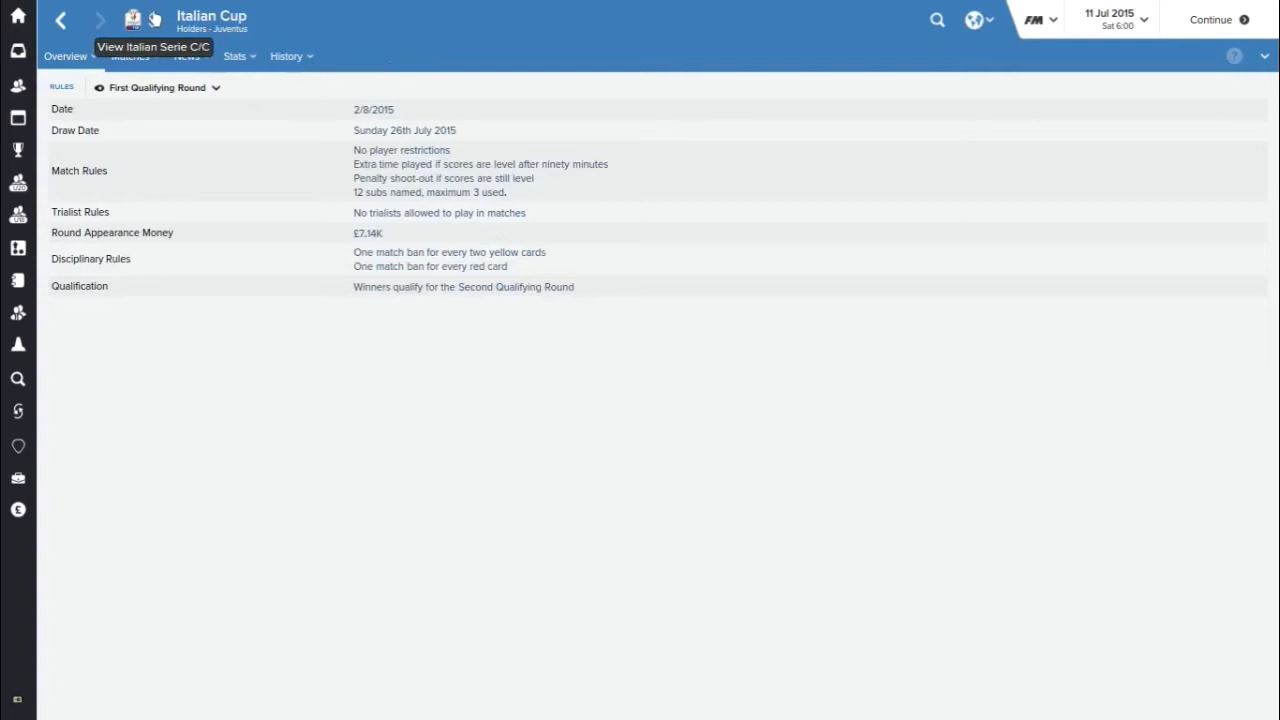 Italian Cup
Holders - Juventus
View Italian Serie C/C
FM
11 Jul 2015
Sat 6:00
Continue
Overview
Matches
News
Stats
History
RULES
First Qualifying Round
Date 2/8/2015
Draw Date Sunday 26th July 2015
No player restrictions
Extra time played if scores are level after ninety minutes
Match Rules
Penalty shoot-out if scores are still level
12 subs named, maximum 3 used.
Trialist Rules No trialists allowed to play in matches
Round Appearance Money £7.14K
Disciplinary Rules
One match ban for every two yellow cards
One match ban for every red card
Qualification Winners qualify for the Second Qualifying Round